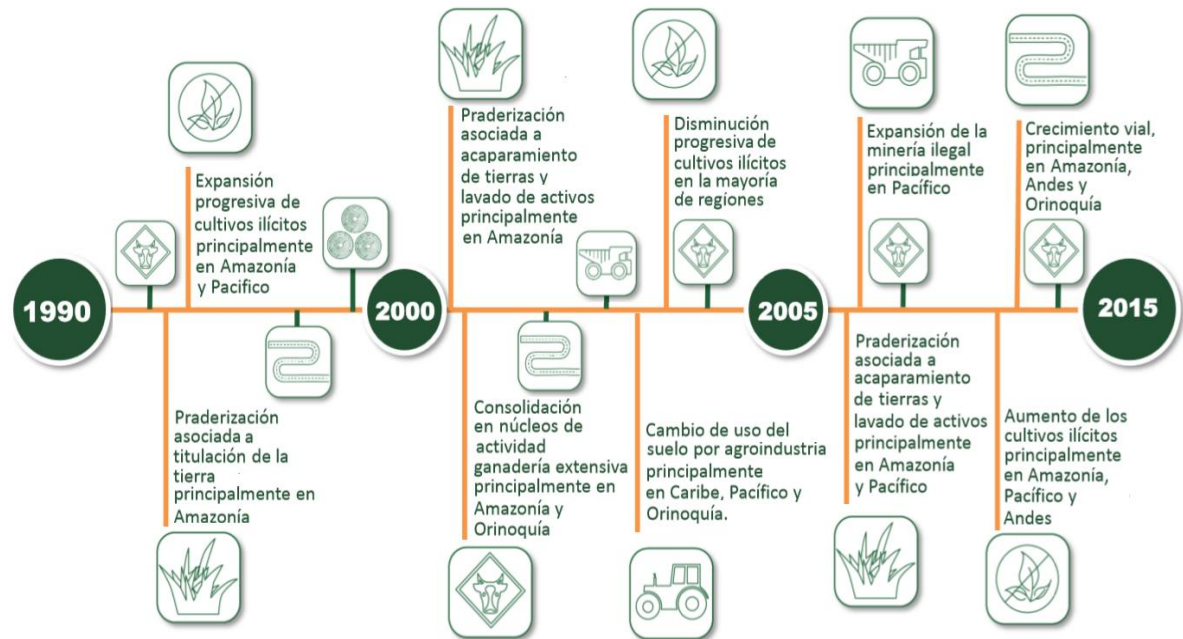 1990
Expansión
progresiva de
cultivos ilícitos
principalmente
en Amazonía
y Pacifico
Praderización
asociada a
titulación de la
tierra
principalmente en
Amazonía
2000
Praderización
asociada a
acaparamiento
de tierras y
lavado de activos
principalmente
en Amazonía
Consolidación
en núcleos de
actividad
ganadería extensiva
principalmente en
Amazonía y
Orinoquía
Disminución
progresiva de
cultivos ilícitos
en la mayoría
de regíones
Cambio de uso del
suelo por agroindustria
principalmente
en Caribe, Pacífico y
Orinoquía.
2005
Expansión de la
minería ilegal
principalmente
en Pacífico
Praderización
asociada a
acaparamiento
de tierras y
lavado de activos
principalmente
en Amazonía
y Pacífico
Crecimiento vial,
principalmente
en Amazonía,
Andes y
Orinoquía
Aumento de los
cultivos ilícitos
principalmente
en Amazonía,
Pacífico y
Andes
2015